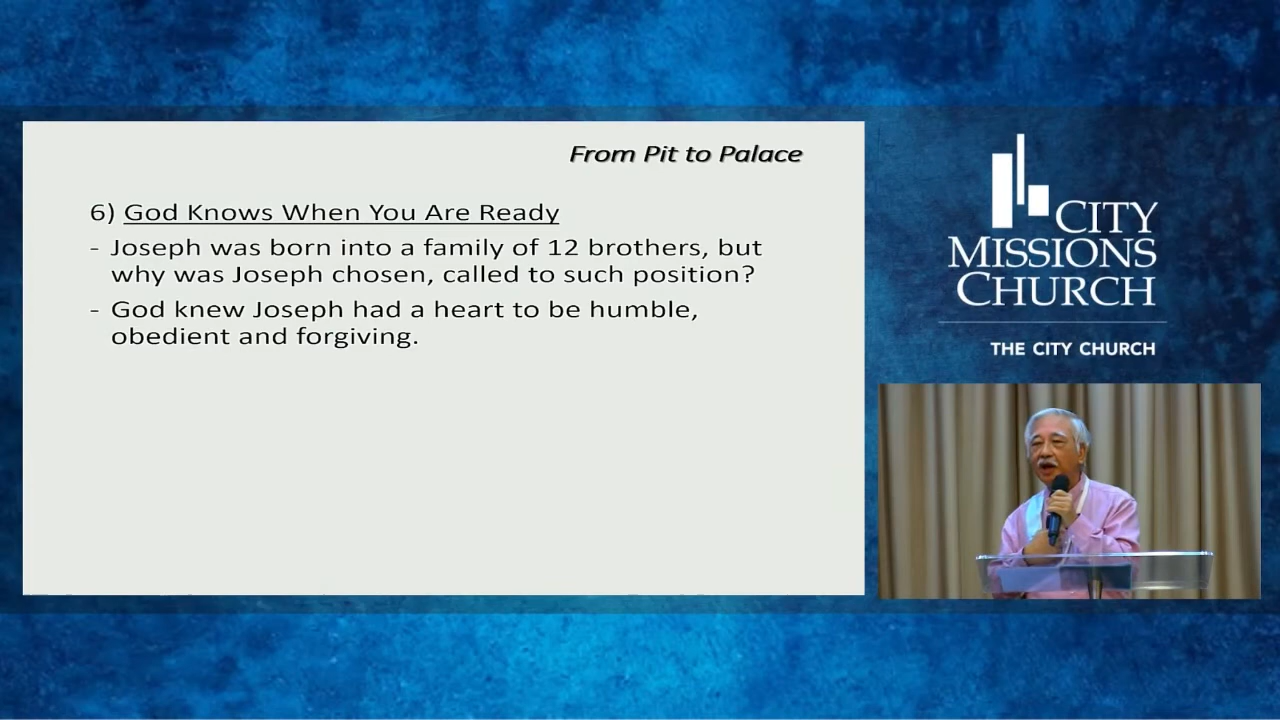 From Pit to Palace
6) God Knows When You Are Ready
- Joseph was born into a family of 12 brothers, but
why was Joseph chosen, called to such position?
- God knew Joseph had a heart to be humble,
obedient and forgiving.
CITY
MISSIONS
CHURCH
THE CITY CHURCH